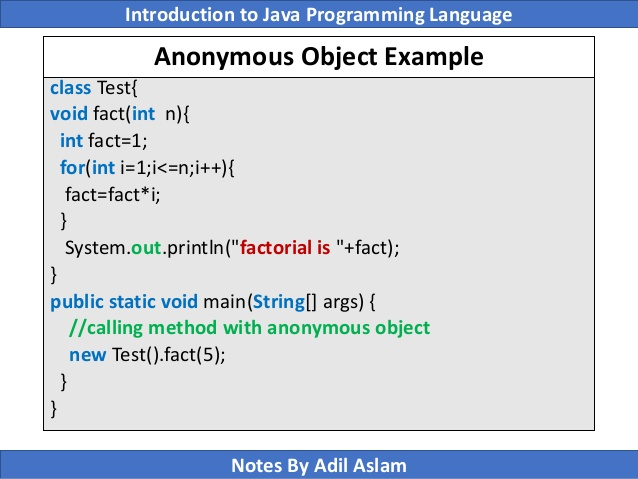 Introduction to Java Programming Language
Anonymous Object Example
class Test{
void fact(int  n){
int fact=1;
for(int i=1;i<=n;i++){
fact=fact*i;
}
System.out.println("factorial is "+fact);
}
public static void main(String[] args) {
//calling method with anonymous object
new Test().fact(5);
}
}
Notes By Adil Aslam